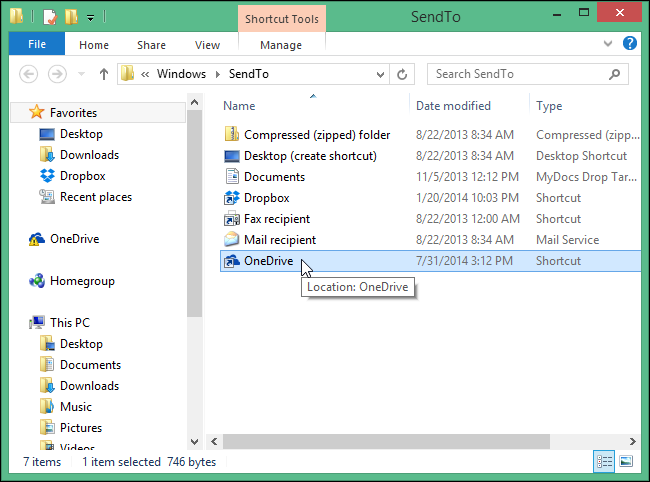 Shortcut Tools
SendTo
File
Home
Share
View
Manage
« Windows SendTo
Search SendTo
Name
Date modified
Type
Favorites
Desktop
Downloads
Dropbox
Recent places
OneDrive
Homegroup
This PC
Desktop
Documents
Downloads
Music
Pictures
Videos
Compressed (zipped) folder 8/22/2013 8:34 AM Compressed (zipp...
Desktop (create shortcut) 8/22/2013 8:34 AM Desktop Shortcut
Documents 11/5/2013 12:12 PM MyDocs Drop Tar...
Dropbox 1/20/2014 10:03 PM Shortcut
Fax recipient 8/22/2013 12:00 AM Shortcut
Mail recipient 8/22/2013 8:34 AM Mail Service
OneDrive 7/31/2014 3:12 PM Shortcut
Location: OneDrive
7 items 1 item selected 746 bytes